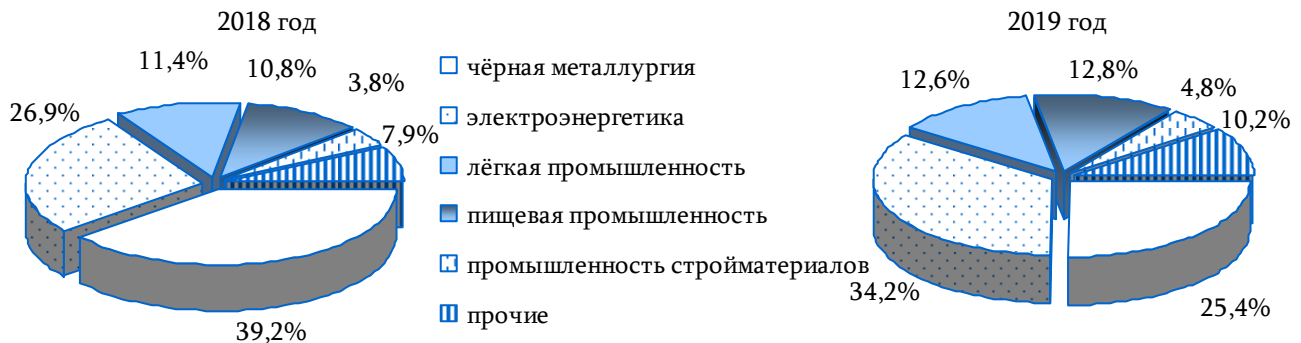 2018 год
11,4%
10,8%
3,8%
26,9%
7,9%
39,2%
чёрная металлургия
электроэнергетика
лёгкая промышленность
пищевая промышленность
промышленность стройматериалов
прочие
2019 год
12,6%
12,8%
4,8%
10,2%
34,2%
25,4%